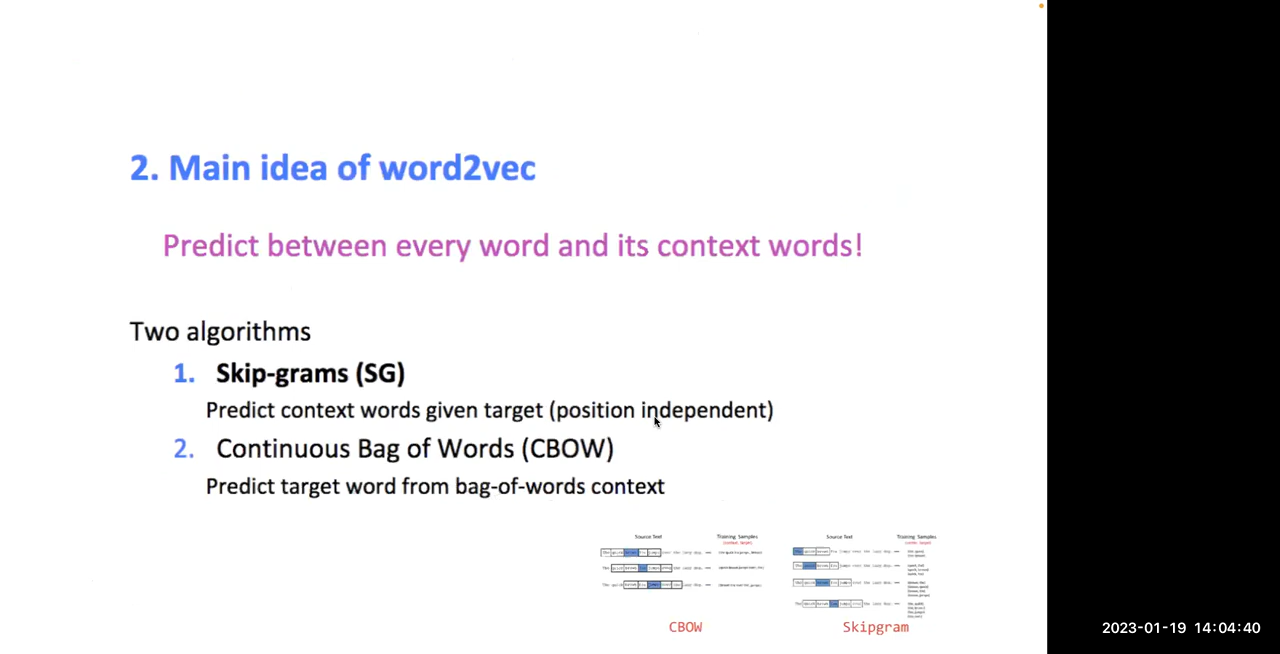 2. Main idea of word2vec
Predict between every word and its context words!
Two algorithms
1. Skip-grams (SG)
Predict context words given target (position independent)
2. Continuous Bag of Words (CBOW)
Predict target word from bag-of-words context
Source Text Training Samples
Source Text Training Samples
CBOW
Skipgram
2023-01-19 14:04:40